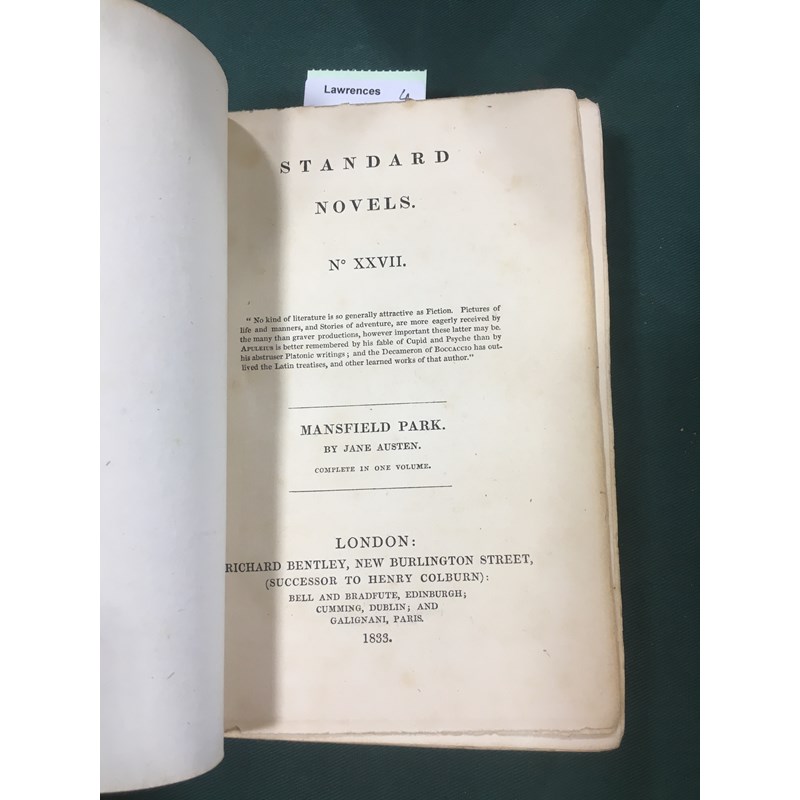 Lawrences
STANDARD
NOVELS.
No XXVII.
" No kind of literature is so generally attractive as Fiction. Pictures of
life and manners, and Stories of adventure, are more eagerly received by
the many than graver productions, however important these latter may be.
APULEIUS is better remembered by his fable of Cupid and Psyche than by
his abstruser Platonic writings ; and the Decameron of BOCCACCIO has out-
lived the Latin treatises, and other learned works of that author."
MANSFIELD PARK.
BY JANE AUSTEN.
COMPLETE IN ONE VOLUME.
LONDON:
RICHARD BENTLEY, NEW BURLINGTON STREET,
(SUCCESSOR TO HENRY COLBURN):
BELL AND BRADFUTE, EDINBURGH;
CUMMING, DUBLIN; AND
GALIGNANI, PARIS.
1833.